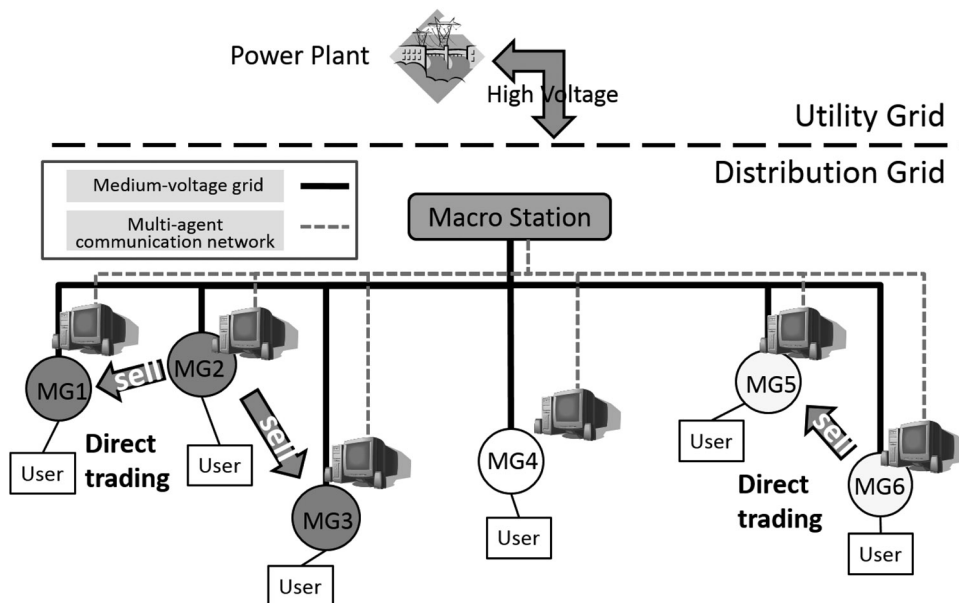 Power Plant
High Voltage
Utility Grid
Distribution Grid
Medium-voltage grid
Multi-agent
communication network
Macro Station
MG1
sell
MG2
sell
MG3
MG4
MG5
sell
MG6
User
Direct
trading
User
User
User
User
Direct
trading
User